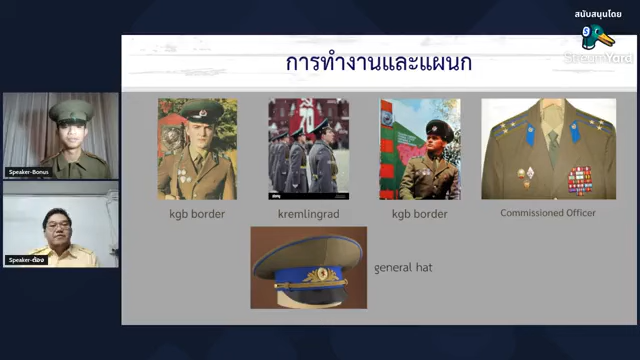 สนับสนุนโดย
StreamYard
การทำงานและแผนก
kgb border
kremlingrad
kgb border
Commissioned Officer
general hat
Speaker-Bonus
Speaker-ต้อง